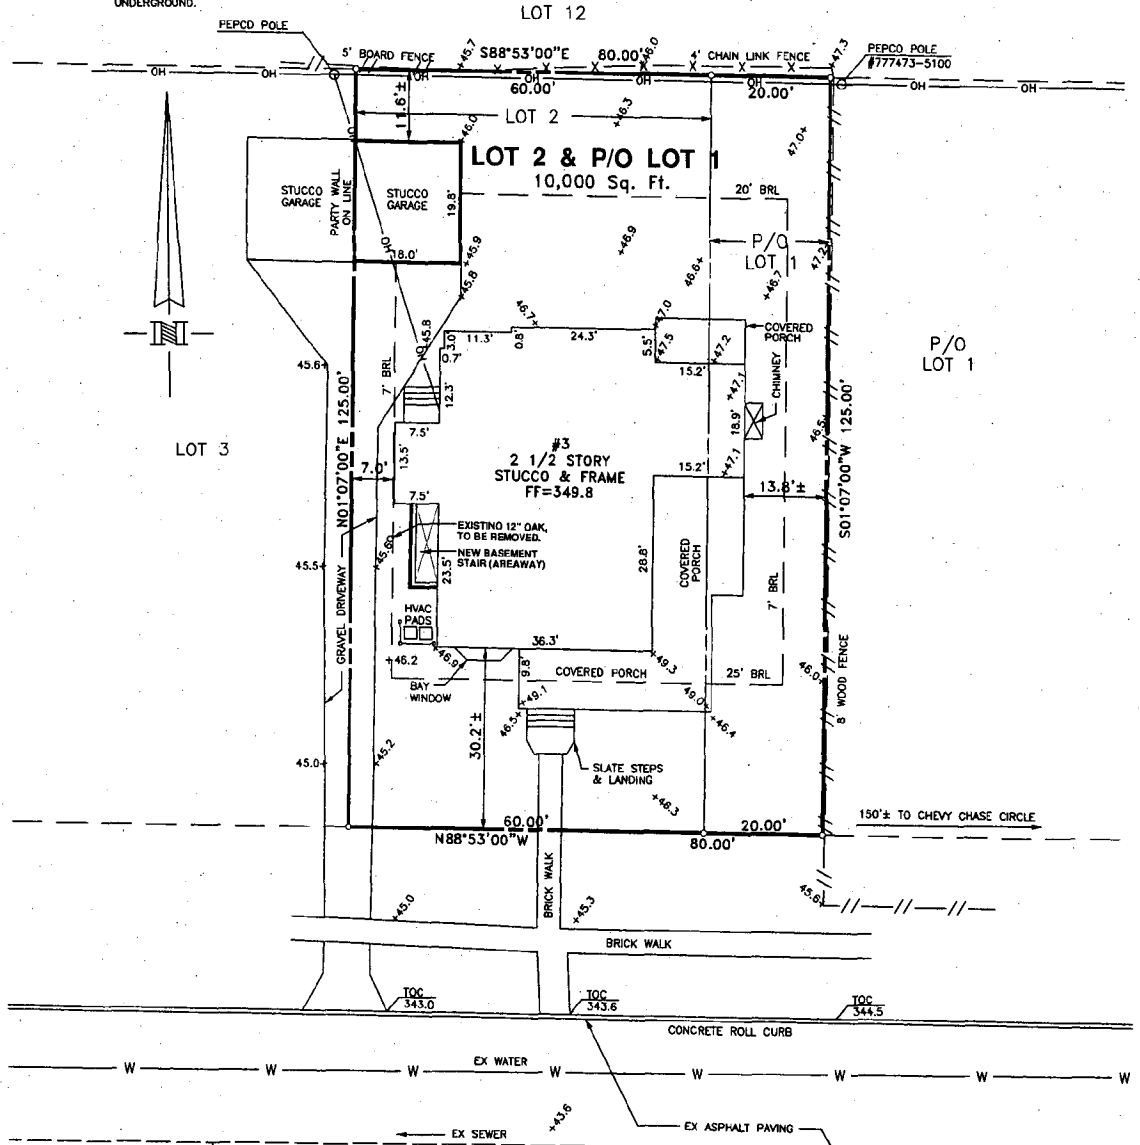 UNDERGROUND.
LOT 12
PEPCO POLE
5' BOARD FENCE
+45.7
S88°53'00"E
80.00'
+46.0
4' CHAIN LINK FENCE
+47.3
PEPCO POLE
#777473-5100
OH
OH
OH
OH
OH
OH
OH
60.00'
20.00'
11.6'±
LOT 2
+46.3
+46.0
47.0+
LOT 2 & P/O LOT 1
10,000 Sq. Ft.
STUCCO
GARAGE
PARTY WALL
ON LINE
STUCCO
GARAGE
19.8'
20' BRL
18.0'
OH
+45.9
+45.8
+46.9
46.6+
P/O
LOT 1
47.2+
+46.7
OH
+45.8
46.7+
11.3'
3.0'
0.7'
0.8'
24.3'
+47.0
5.5'
+47.5
+47.2
15.2'
COVERED
PORCH
P/O
LOT 1
45.6+
7' BRL
12.3'
+47.1
CHIMNEY
18.9'
46.5+
LOT 3
N01°07'00"E 125.00'
S01°07'00"W 125.00'
7.5'
13.5'
7.0'
#3
2 1/2 STORY
STUCCO & FRAME
FF=349.8
15.2'
+47.1
13.8'±
7.5'
EXISTING 12" OAK,
TO BE REMOVED.
NEW BASEMENT
STAIR (AREAWAY)
45.5+
+45.60
23.5'
28.8'
COVERED
PORCH
7' BRL
GRAVEL DRIVEWAY
HVAC
PADS
36.3'
+46.2
+46.9
BAY
WINDOW
9.8'
COVERED PORCH
+49.3
25' BRL
46.0+
8' WOOD FENCE
+49.1
46.5+
49.0+
+46.4
30.2'±
+45.2
45.0+
SLATE STEPS
& LANDING
+46.3
60.00'
20.00'
N88°53'00"W
80.00'
150'± TO CHEVY CHASE CIRCLE
BRICK WALK
45.6+
+45.0
+45.3
BRICK WALK
TOC
343.0
TOC
343.6
TOC
344.5
CONCRETE ROLL CURB
EX WATER
W
W
W
W
W
W
W
W
+43.6
EX SEWER
EX ASPHALT PAVING